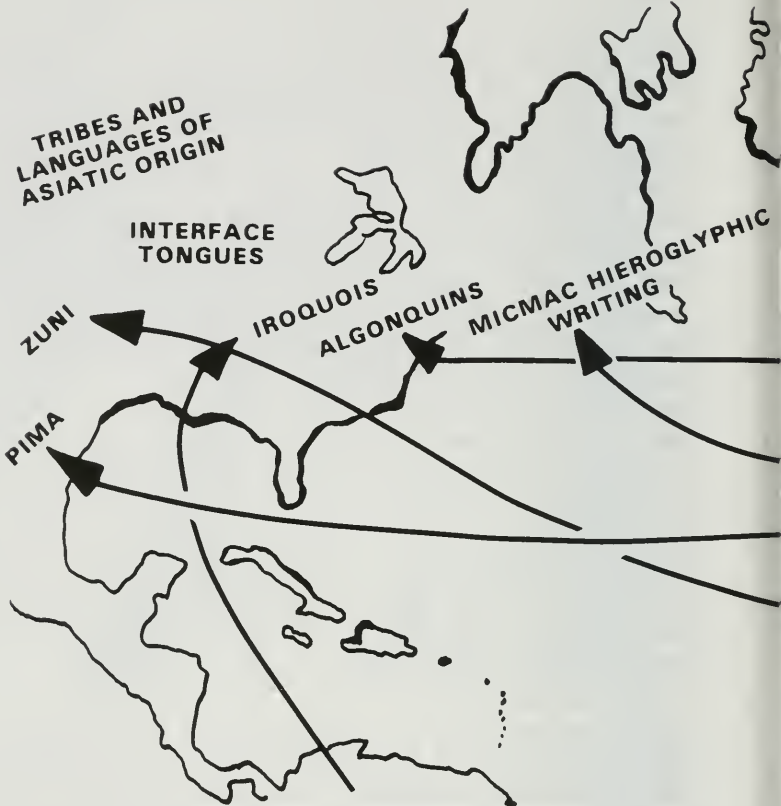 TRIBES AND
LANGUAGES OF
ASIATIC ORIGIN
INTERFACE
TONGUES
ZUNI
IROQUOIS
ALGONQUINS
MICMAC HIEROGLYPHIC
WRITING
PIMA